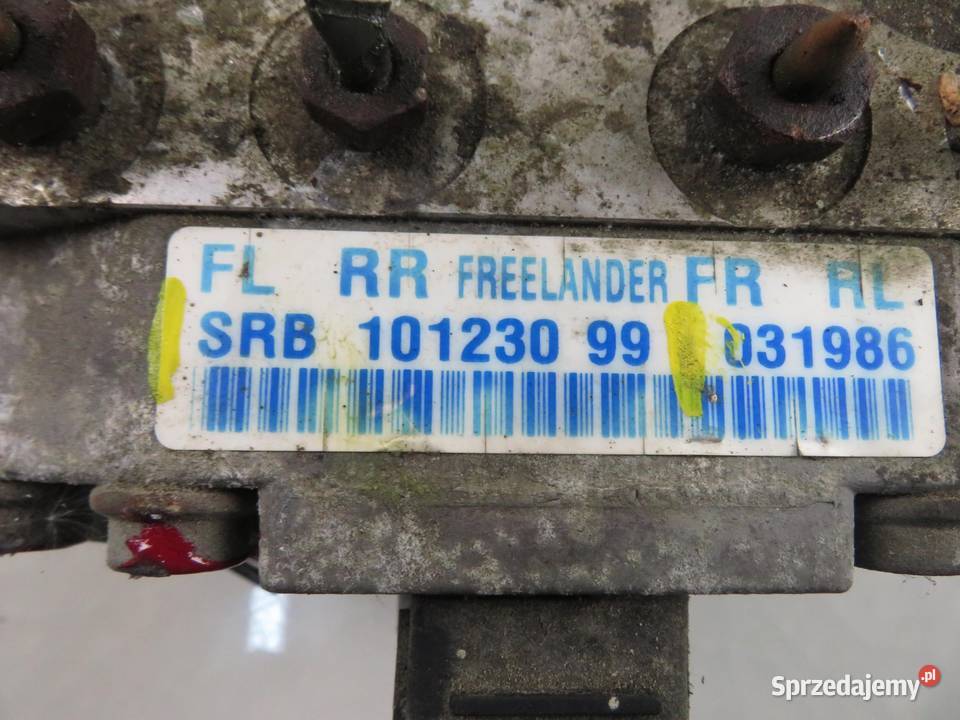 FL RR FREELANDER FR RL
SRB 101230 99 031986
Sprzedajemy .pl